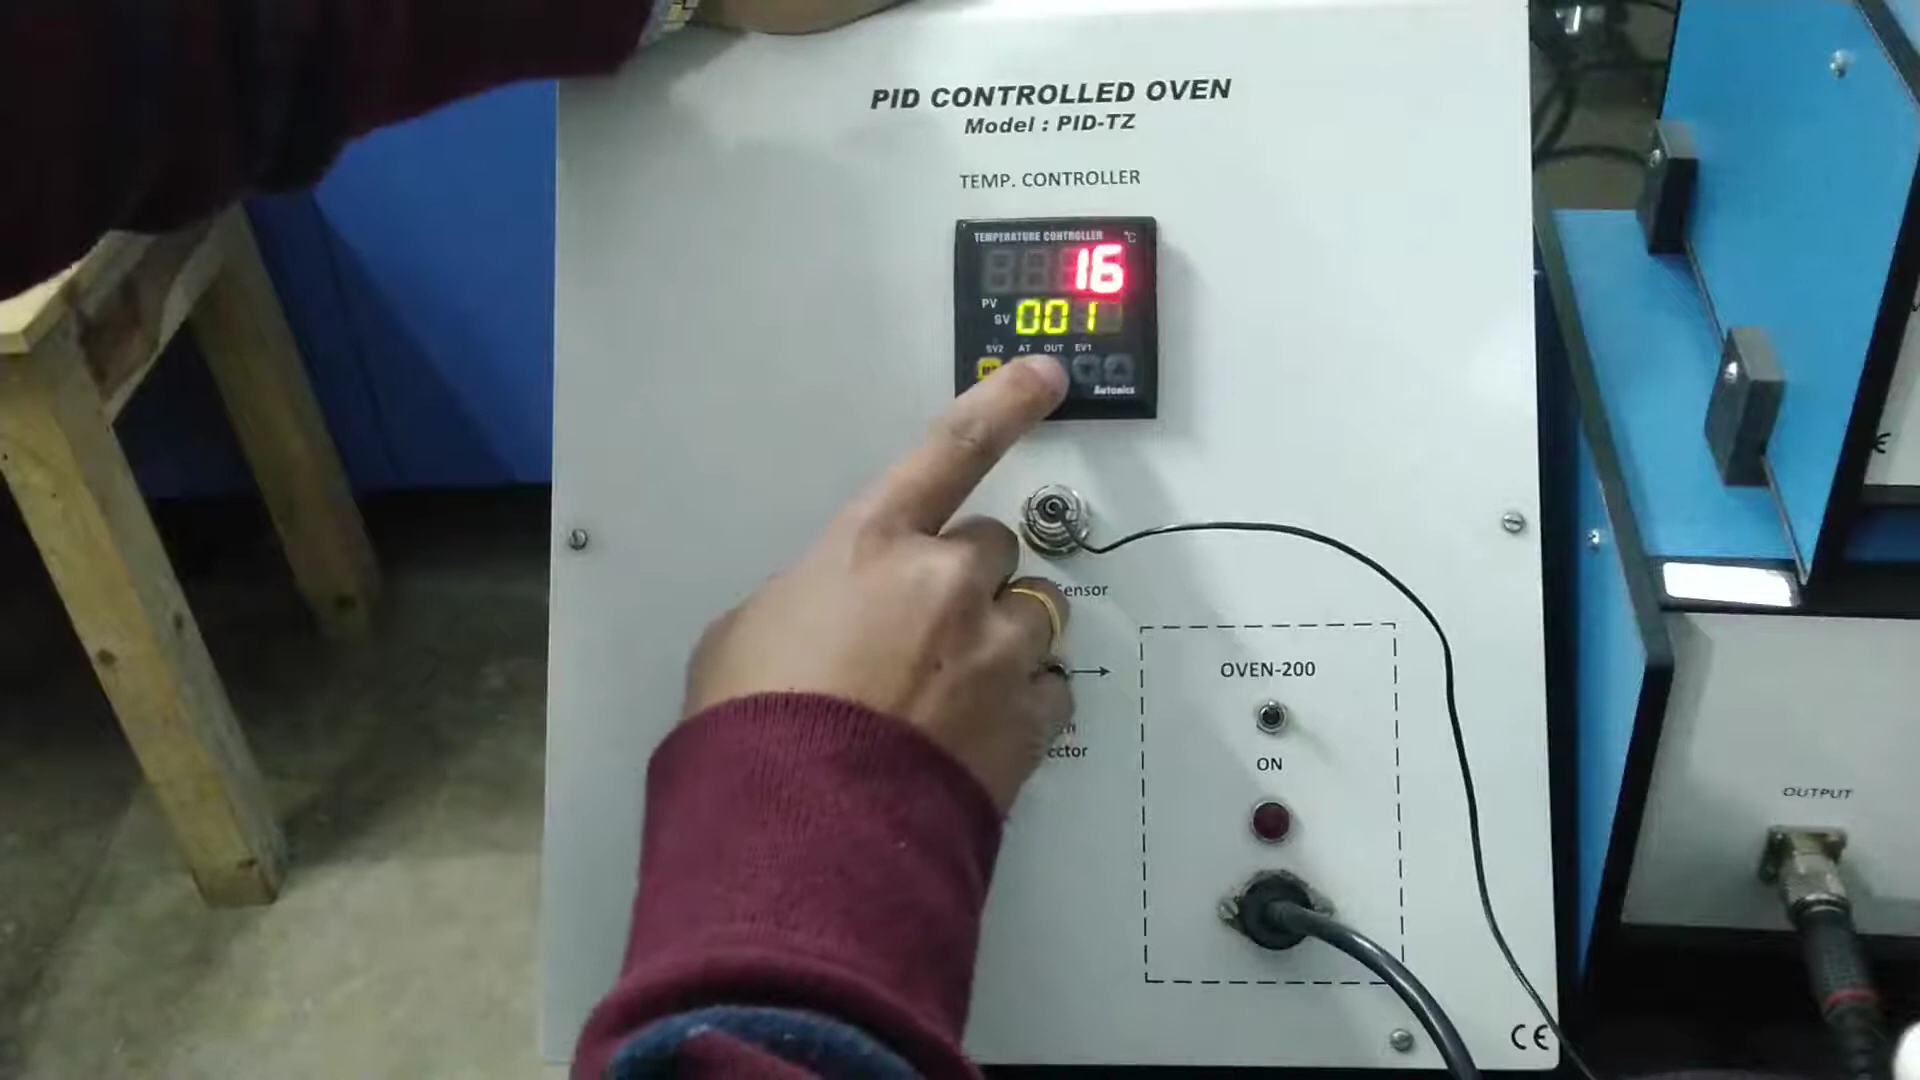 PID CONTROLLED OVEN
Model : PID-TZ
TEMP. CONTROLLER
TEMPERATURE CONTROLLER °C
16
PV
SV 001
SV2 AT OUT EV1
Autonics
Sensor
OVEN-200
ON
OUTPUT
CE